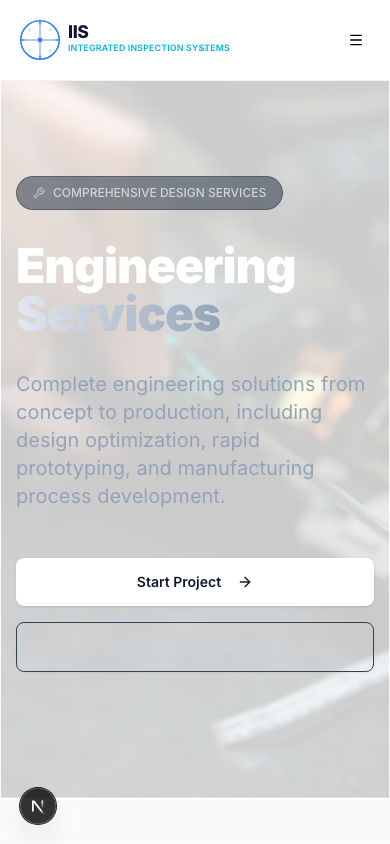 IIS
INTEGRATED INSPECTION SYSTEMS
COMPREHENSIVE DESIGN SERVICES
Engineering
Services
Complete engineering solutions from
concept to production, including
design optimization, rapid
prototyping, and manufacturing
process development.
Start Project
Engineering Consultation
N